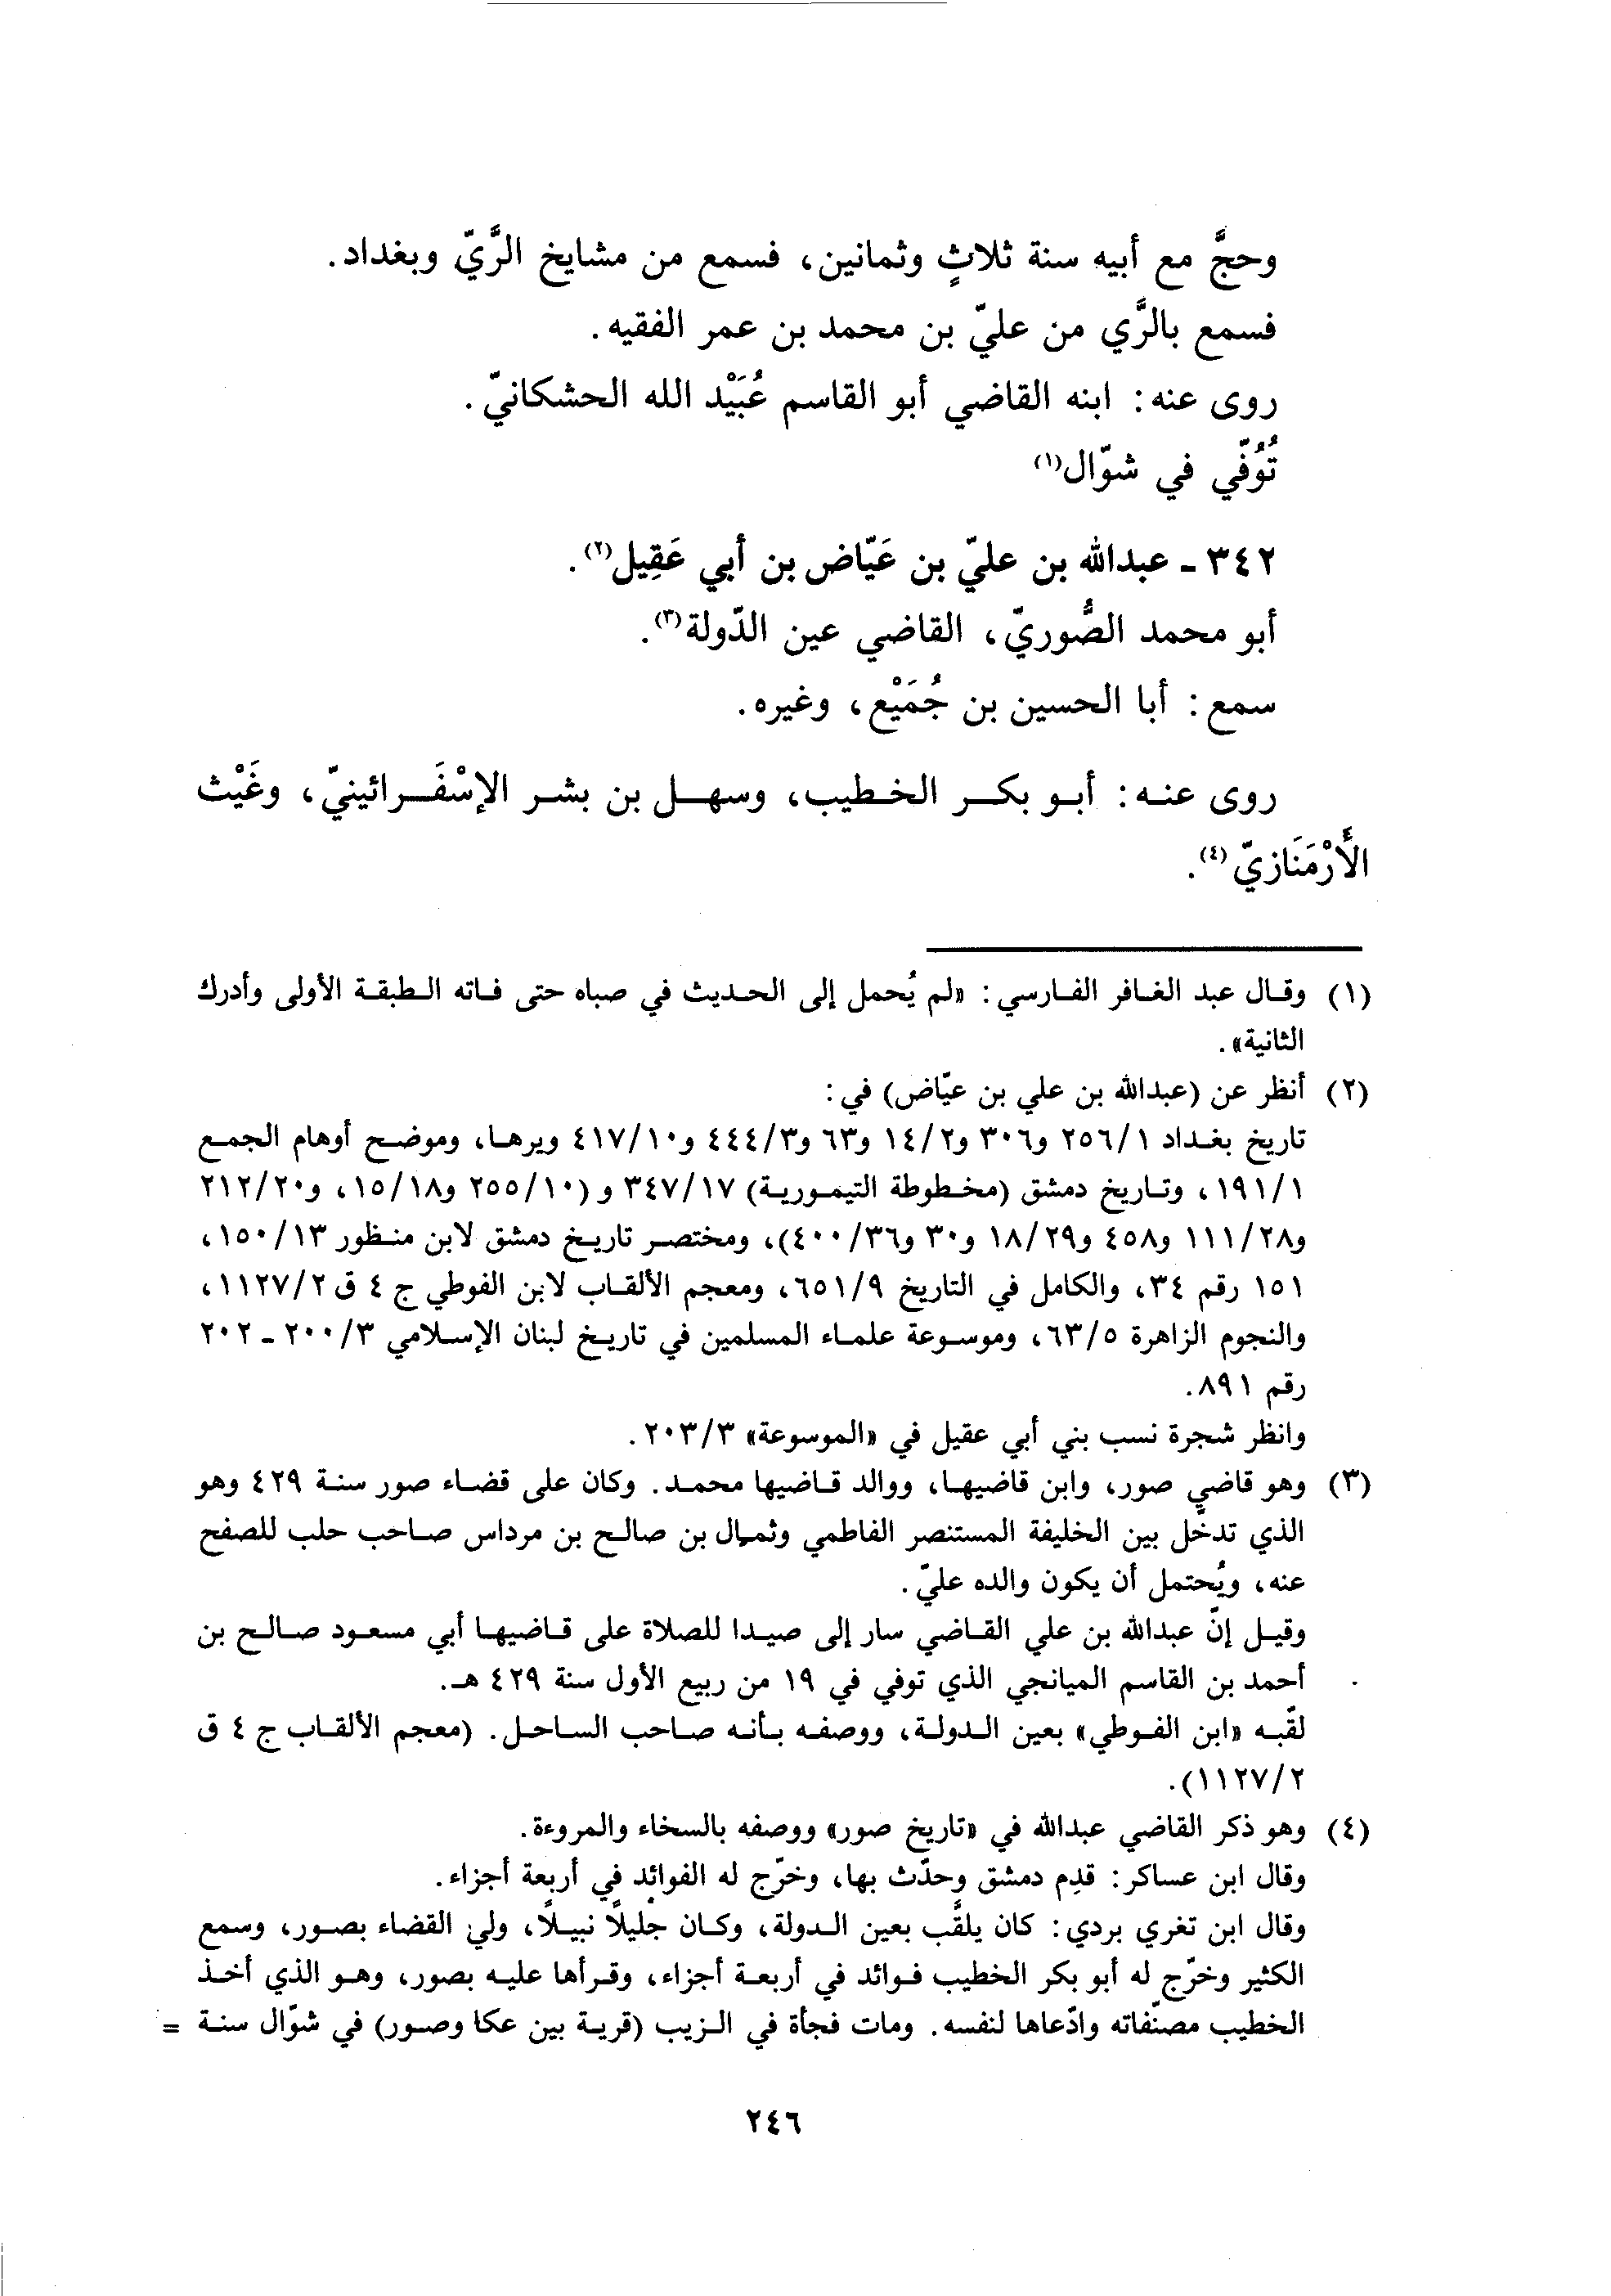 وحجَّ مع أبيه سنة ثلاثٍ وثمانين، فسمع من مشايخ الرَّيّ وبغداد.
فسمع بالرَّي من عليّ بن محمد بن عمر الفقيه.
روى عنه: ابنه القاضي أبو القاسم عُبَيْد الله الحشكانيّ.
تُوُفّي في شوّال(١)
٣٤٢ - عبدالله بن عليّ بن عَيّاض بن أبي عَقِيل(٢).
أبو محمد الصُّوريّ، القاضي عين الدّولة(٣).
سمع: أبا الحسين بن جُمَيْع، وغيره.
روى عنه: أبو بكر الخطيب، وسهل بن بشر الإسْفَرائينيّ، وغَيْث
الأَرْمَنَازيّ(٤).
(١) وقال عبد الغافر الفارسي: «لم يُحمل إلى الحديث في صباه حتى فاته الطبقة الأولى وأدرك
الثانية».
(٢) أنظر عن (عبدالله بن علي بن عيّاض) في:
تاريخ بغداد ٢٥٦/١ و٣٠٦ و١٤/٢ و٦٣ و٤٤٤/٣ و٤١٧/١٠ ويرها، وموضح أوهام الجمع
١٩١/١، وتاريخ دمشق (مخطوطة التيمورية) ٣٤٧/١٧ و (٢٥٥/١٠ و١٥/١٨، و٢١٢/٢٠
و١١١/٢٨ و٤٥٨ و١٨/٢٩ و٣٠ و٤٠٠/٣٦)، ومختصر تاريخ دمشق لابن منظور ١٥٠/١٣،
١٥١ رقم ٣٤، والكامل في التاريخ ٦٥١/٩، ومعجم الألقاب لابن الفوطي ج ٤ ق ١١٢٧/٢،
والنجوم الزاهرة ٦٣/٥، وموسوعة علماء المسلمين في تاريخ لبنان الإسلامي ٢٠٠/٣ - ٢٠٢
رقم ٨٩١.
وانظر شجرة نسب بني أبي عقيل في «الموسوعة» ٢٠٣/٣.
(٣) وهو قاضي صور، وابن قاضيها، ووالد قاضيها محمد. وكان على قضاء صور سنة ٤٢٩ وهو
الذي تدخّل بين الخليفة المستنصر الفاطمي وثمال بن صالح بن مرداس صاحب حلب للصفح
عنه، ويُحتمل أن يكون والده عليّ.
وقيل إنّ عبدالله بن علي القاضي سار إلى صيدا للصلاة على قاضيها أبي مسعود صالح بن
أحمد بن القاسم الميانجي الذي توفي في ١٩ من ربيع الأول سنة ٤٢٩ هـ.
لقّبه «ابن الفوطي» بعين الدولة، ووصفه بأنه صاحب الساحل. (معجم الألقاب ج ٤ ق
١١٢٧/٢).
(٤) وهو ذكر القاضي عبدالله في «تاريخ صور» ووصفه بالسخاء والمروءة.
وقال ابن عساكر: قدِم دمشق وحدّث بها، وخرّج له الفوائد في أربعة أجزاء.
وقال ابن تغري بردي: كان يلقَّب بعين الدولة، وكان جليلًا نبيلًا، ولي القضاء بصور، وسمع
الكثير وخرّج له أبو بكر الخطيب فوائد في أربعة أجزاء، وقرأها عليه بصور، وهو الذي أخذ
الخطيب مصنّفاته وادّعاها لنفسه. ومات فجأة في الزيب (قرية بين عكا وصور) في شوّال سنة =
٢٤٦